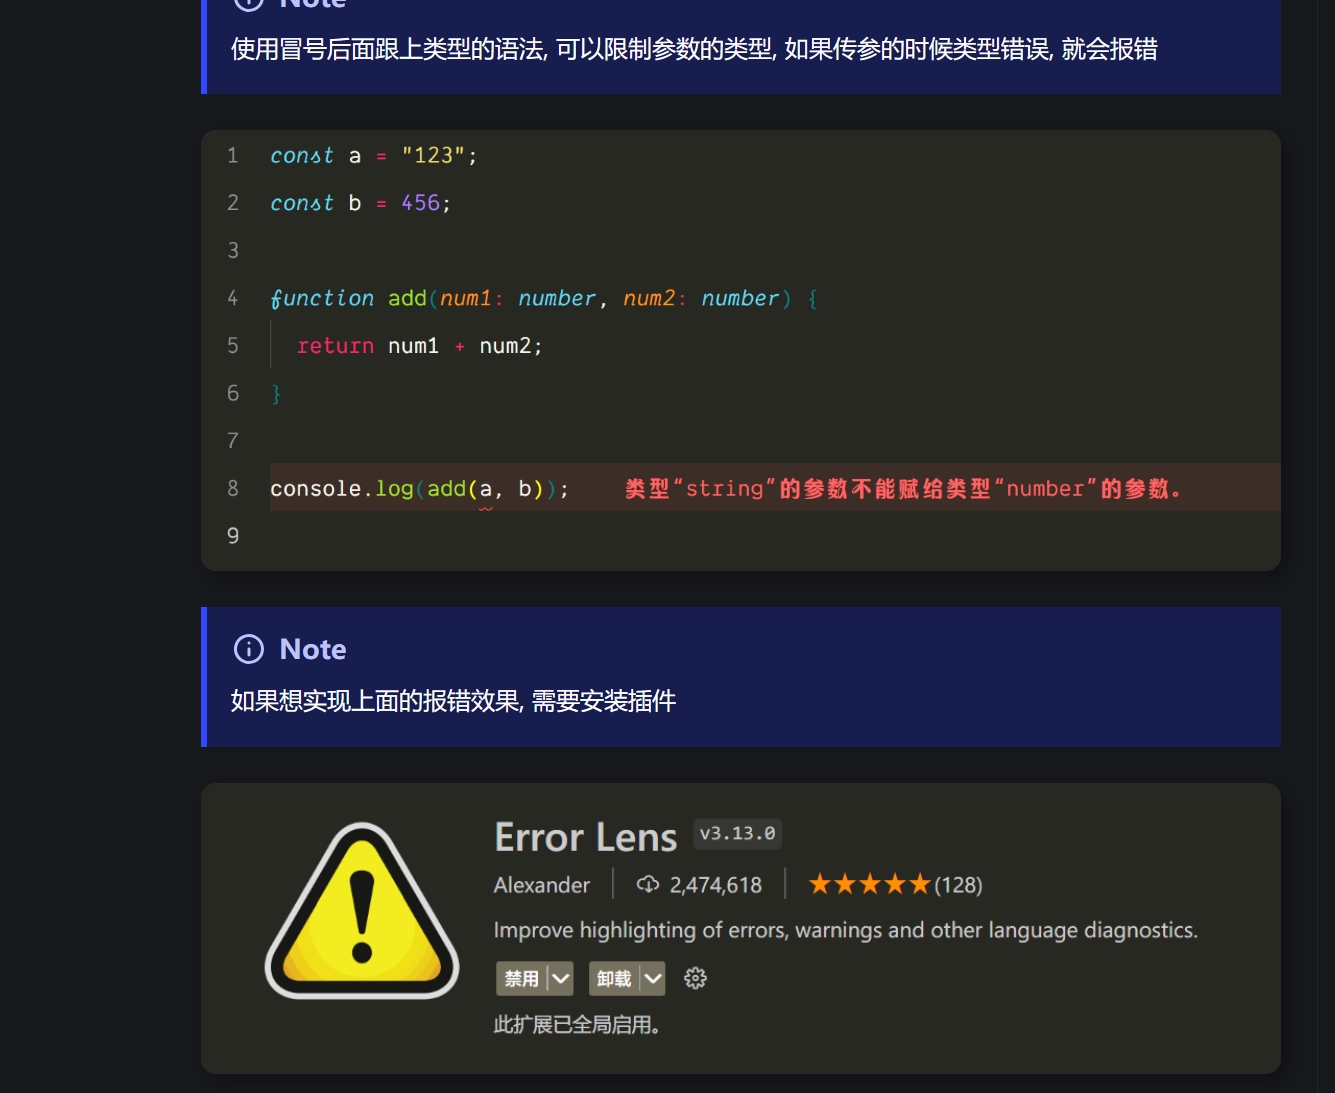 Note
使用冒号后面跟上类型的语法, 可以限制参数的类型, 如果传参的时候类型错误, 就会报错
1 const a = "123";
2 const b = 456;
3
4 function add(num1: number, num2: number) {
5 return num1 + num2;
6 }
7
8 console.log(add(a, b)); 类型“string”的参数不能赋给类型“number”的参数。
9
Note
如果想实现上面的报错效果, 需要安装插件
Error Lens v3.13.0
Alexander 2,474,618 ★★★★★(128)
Improve highlighting of errors, warnings and other language diagnostics.
禁用 卸载
此扩展已全局启用。